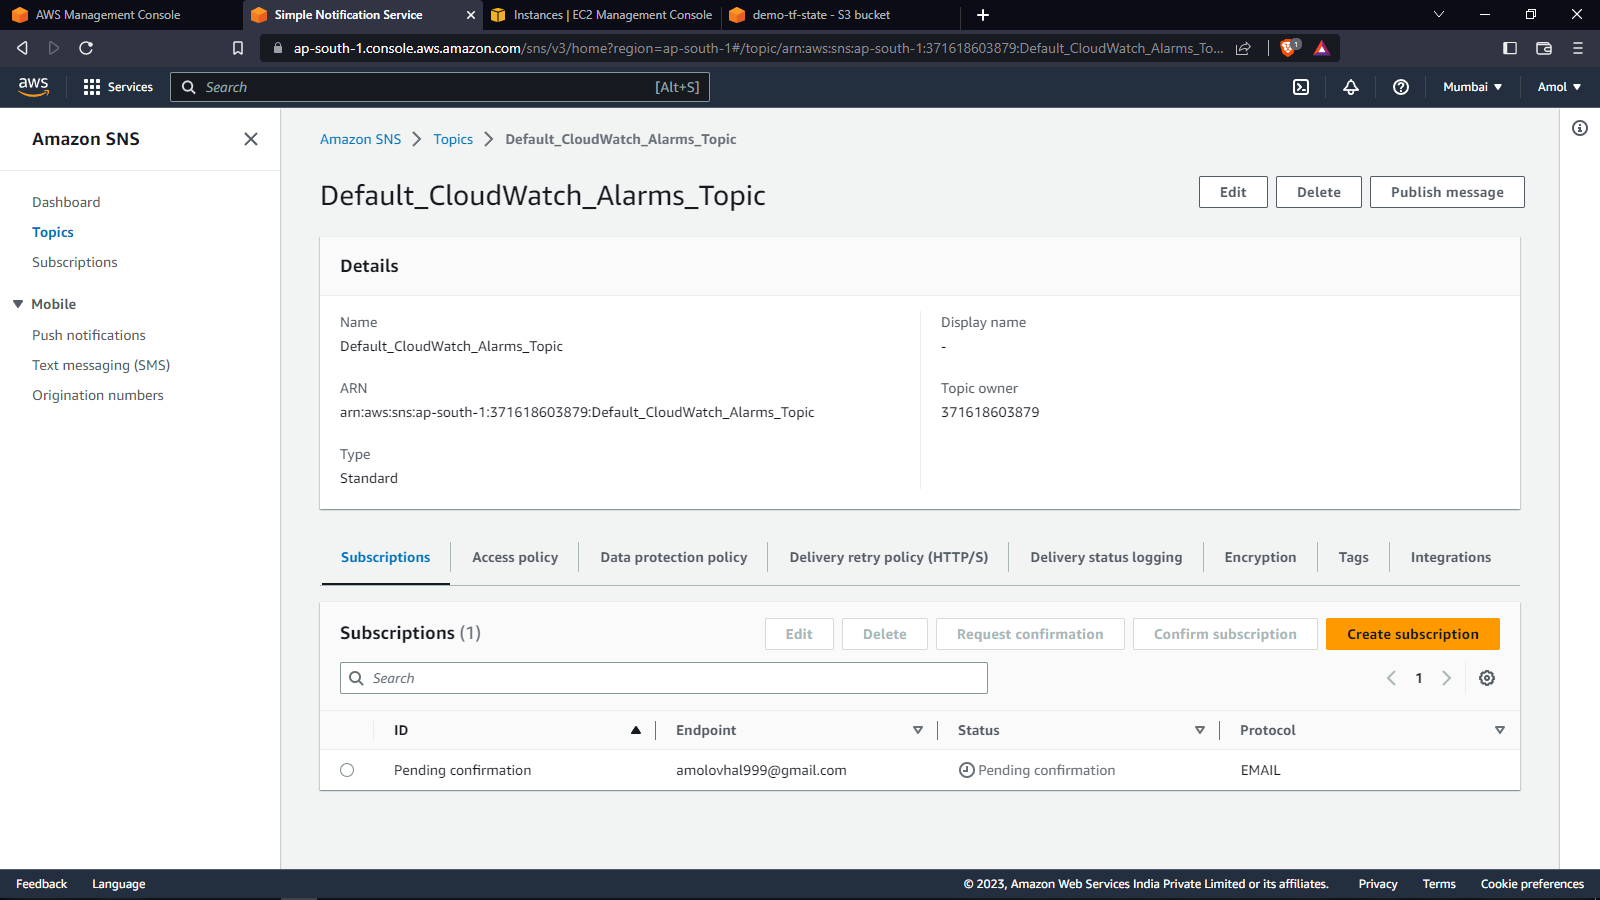 AWS Management Console
Simple Notification Service
Instances | EC2 Management Console
demo-tf-state - S3 bucket
ap-south-1.console.aws.amazon.com/sns/v3/home?region=ap-south-1#/topic/arn:aws:sns:ap-south-1:371618603879:Default_CloudWatch_Alarms_To...
1
aws
Services
Search
[Alt+S]
Mumbai
Amol
Amazon SNS
Dashboard
Topics
Subscriptions
Mobile
Push notifications
Text messaging (SMS)
Origination numbers
Amazon SNS
Topics
Default_CloudWatch_Alarms_Topic
Default_CloudWatch_Alarms_Topic
Edit
Delete
Publish message
Details
Name
Default_CloudWatch_Alarms_Topic
Display name
-
ARN
arn:aws:sns:ap-south-1:371618603879:Default_CloudWatch_Alarms_Topic
Topic owner
371618603879
Type
Standard
Subscriptions
Access policy
Data protection policy
Delivery retry policy (HTTP/S)
Delivery status logging
Encryption
Tags
Integrations
Subscriptions (1)
Edit
Delete
Request confirmation
Confirm subscription
Create subscription
Search
1
ID
Endpoint
Status
Protocol
Pending confirmation
amolovhal999@gmail.com
Pending confirmation
EMAIL
Feedback
Language
© 2023, Amazon Web Services India Private Limited or its affiliates.
Privacy
Terms
Cookie preferences